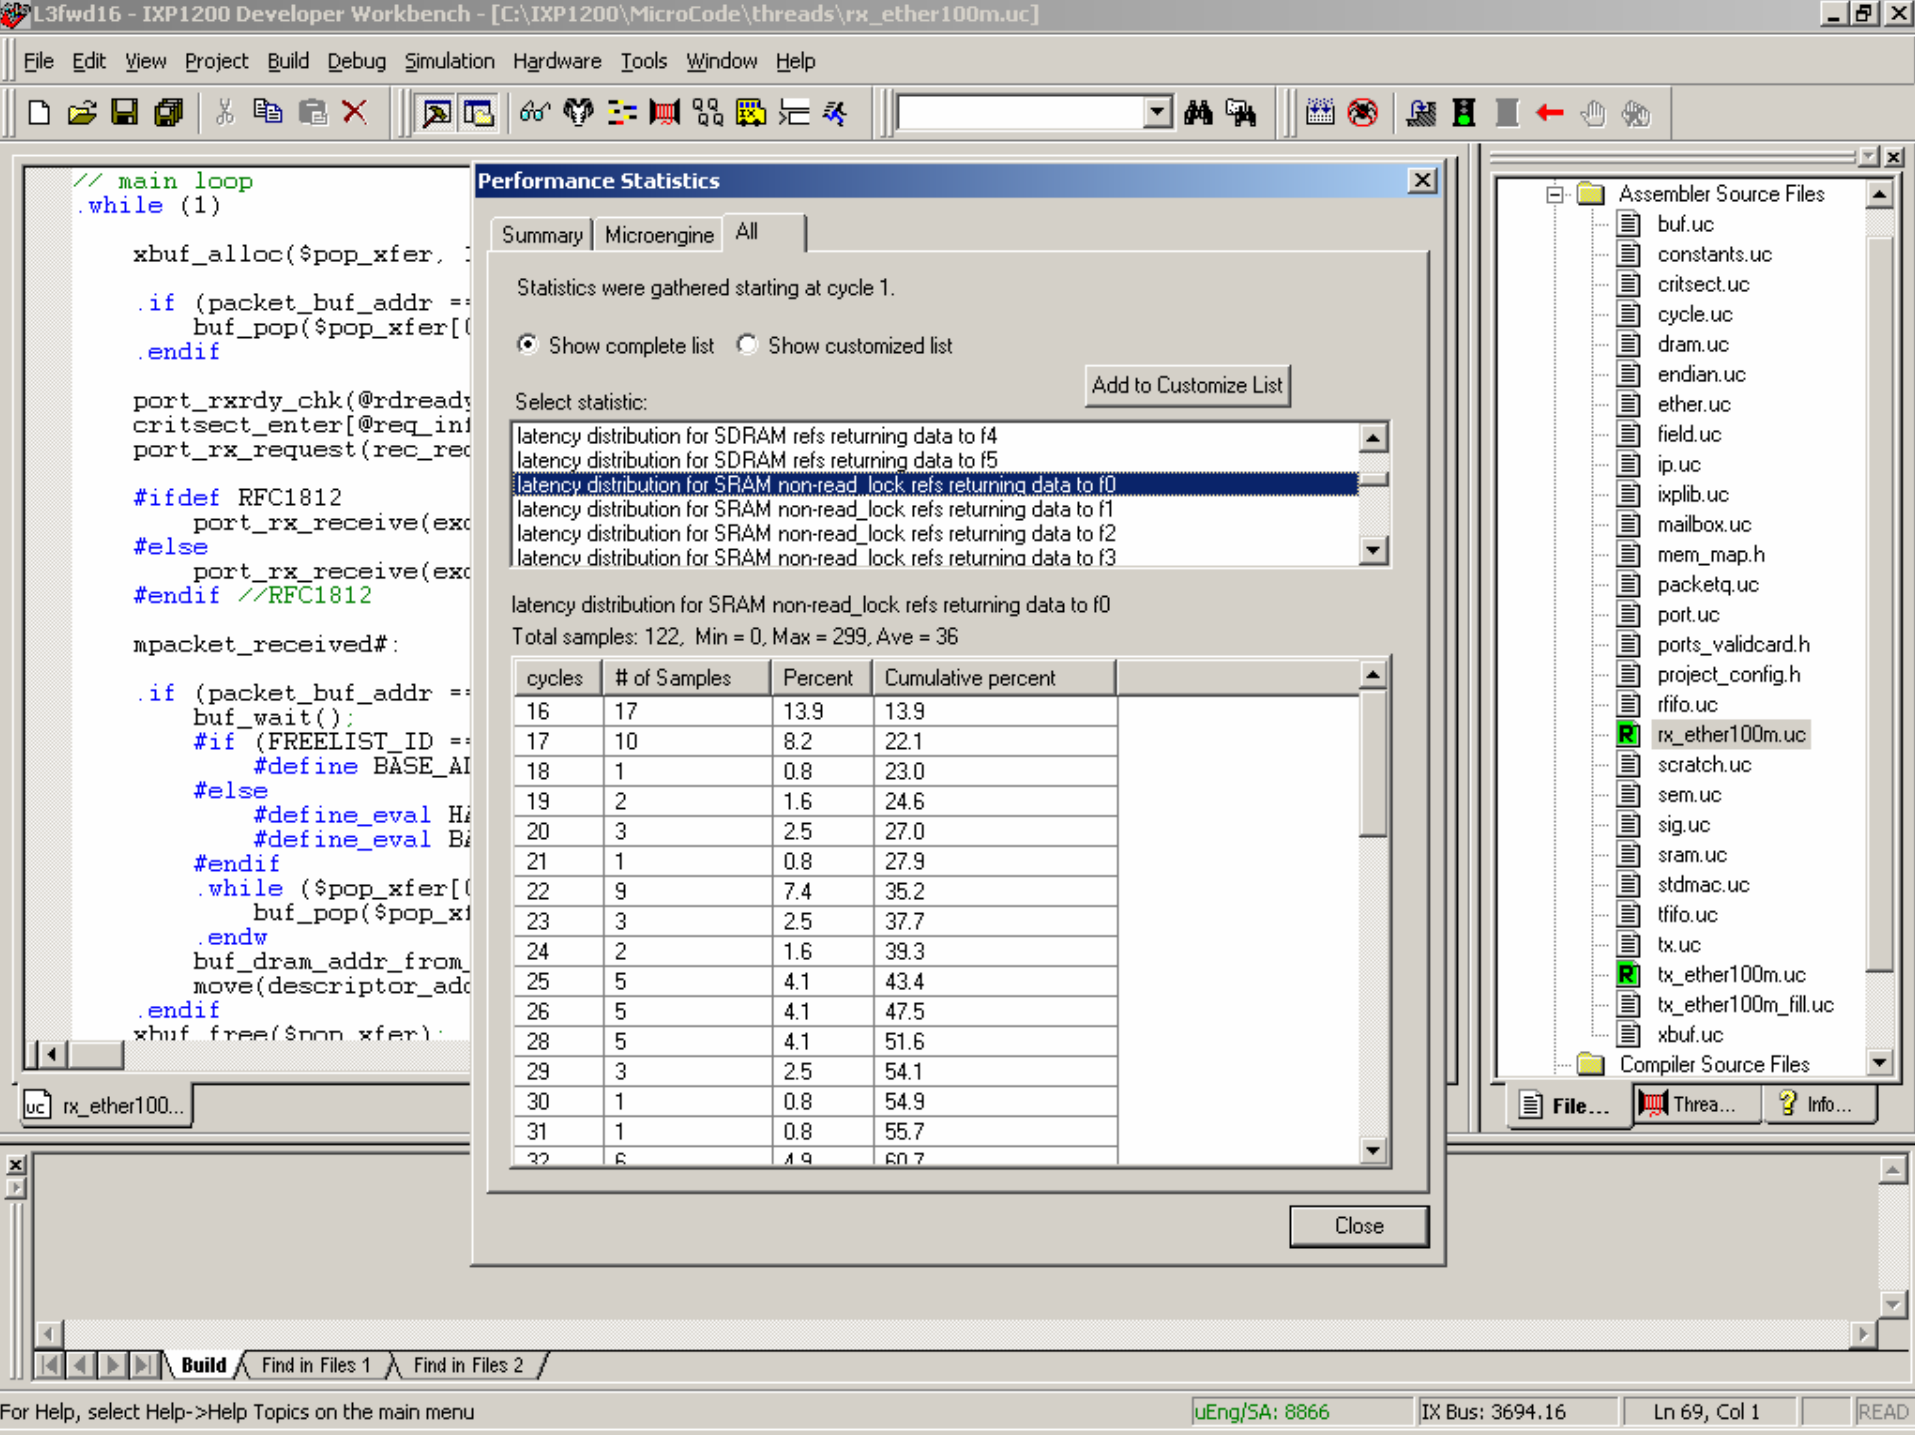 L3fwd16 - IXP1200 Developer Workbench - [C:\IXP1200\MicroCode\threads\rx_ether100m.uc]
File Edit View Project Build Debug Simulation Hardware Tools Window Help
// main loop
.while (1)
xbuf_alloc($pop_xfer,
.if (packet_buf_addr ==
buf_pop($pop_xfer[
.endif
port_rxrdy_chk(@rdready
critsect_enter[@req_in
port_rx_request(rec_re
#ifdef RFC1812
port_rx_receive(exc
#else
port_rx_receive(exc
#endif //RFC1812
mpacket_received#:
.if (packet_buf_addr ==
buf_wait();
#if (FREELIST_ID ==
#define BASE_A
#else
#define_eval HA
#define_eval BA
#endif
.while ($pop_xfer[
buf_pop($pop_x
.endw
buf_dram_addr_from_
move(descriptor_add
.endif
xbuf_free($pop_xfer);
uc rx_ether100...
Performance Statistics
Summary Microengine All
Statistics were gathered starting at cycle 1.
Show complete list Show customized list
Add to Customize List
Select statistic:
latency distribution for SDRAM refs returning data to f4
latency distribution for SDRAM refs returning data to f5
latency distribution for SRAM non-read_lock refs returning data to f0
latency distribution for SRAM non-read_lock refs returning data to f1
latency distribution for SRAM non-read_lock refs returning data to f2
latency distribution for SRAM non-read_lock refs returning data to f3
latency distribution for SRAM non-read_lock refs returning data to f0
Total samples: 122, Min = 0, Max = 299, Ave = 36
cycles # of Samples Percent Cumulative percent
16 17 13.9 13.9
17 10 8.2 22.1
18 1 0.8 23.0
19 2 1.6 24.6
20 3 2.5 27.0
21 1 0.8 27.9
22 9 7.4 35.2
23 3 2.5 37.7
24 2 1.6 39.3
25 5 4.1 43.4
26 5 4.1 47.5
28 5 4.1 51.6
29 3 2.5 54.1
30 1 0.8 54.9
31 1 0.8 55.7
32 6 4.9 60.7
Close
Assembler Source Files
buf.uc
constants.uc
critsect.uc
cycle.uc
dram.uc
endian.uc
ether.uc
field.uc
ip.uc
ixplib.uc
mailbox.uc
mem_map.h
packetq.uc
port.uc
ports_validcard.h
project_config.h
rfifo.uc
R rx_ether100m.uc
scratch.uc
sem.uc
sig.uc
sram.uc
stdmac.uc
tfifo.uc
tx.uc
R tx_ether100m.uc
tx_ether100m_fill.uc
xbuf.uc
Compiler Source Files
File... Threa... Info...
Build Find in Files 1 Find in Files 2
For Help, select Help->Help Topics on the main menu
uEng/SA: 8866 IX Bus: 3694.16 Ln 69, Col 1 READ